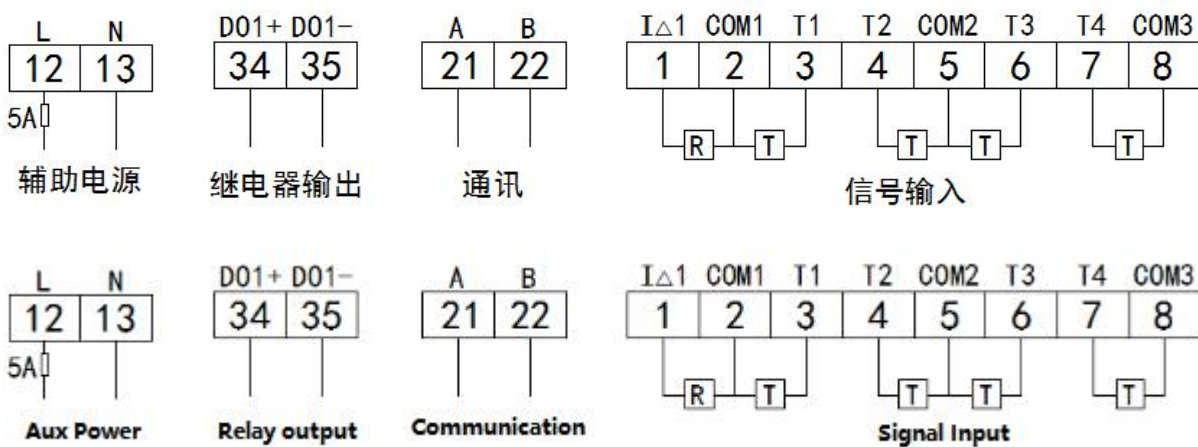 L N DO1+ DO1- A B I△1 COM1 T1 T2 COM2 T3 T4 COM3
12 13 34 35 21 22 1 2 3 4 5 6 7 8
5A
R T T T T
辅助电源 继电器输出 通讯 信号输入
L N DO1+ DO1- A B I△1 COM1 T1 T2 COM2 T3 T4 COM3
12 13 34 35 21 22 1 2 3 4 5 6 7 8
5A
R T T T T
Aux Power Relay output Communication Signal Input